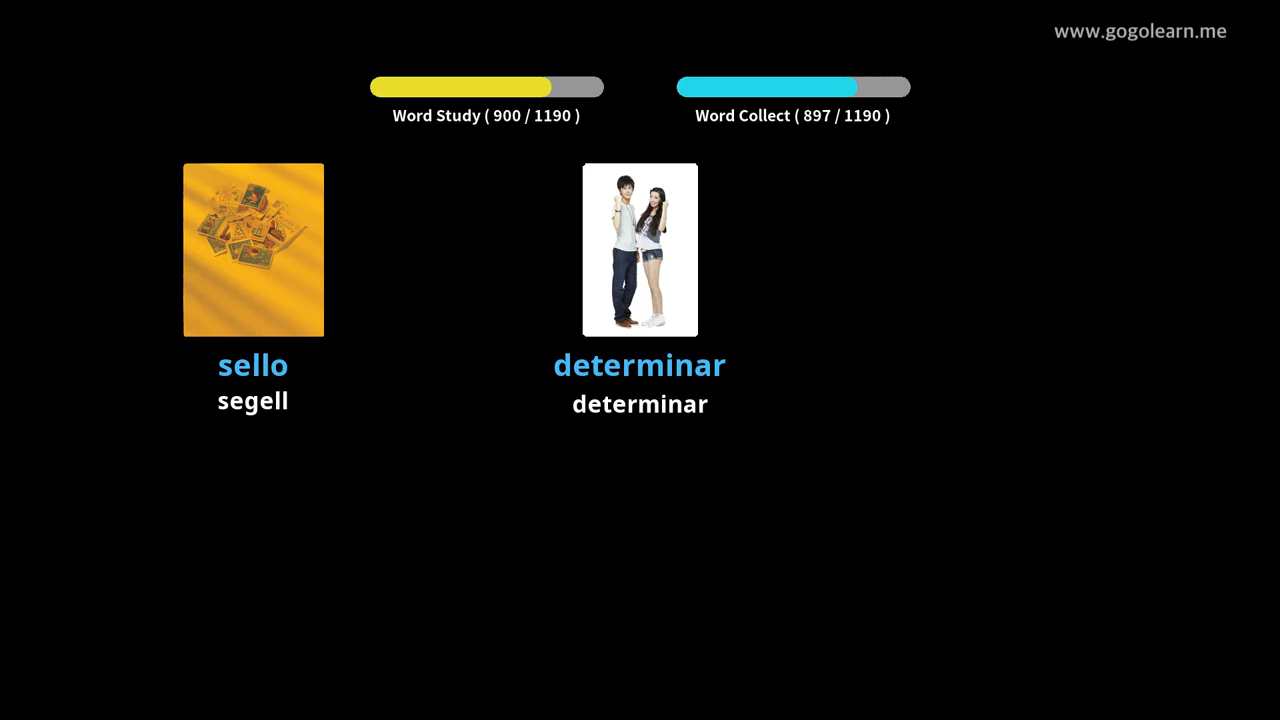 www.gogolearn.me
Word Study ( 900 / 1190 )
Word Collect ( 897 / 1190 )
sello
segell
determinar
determinar